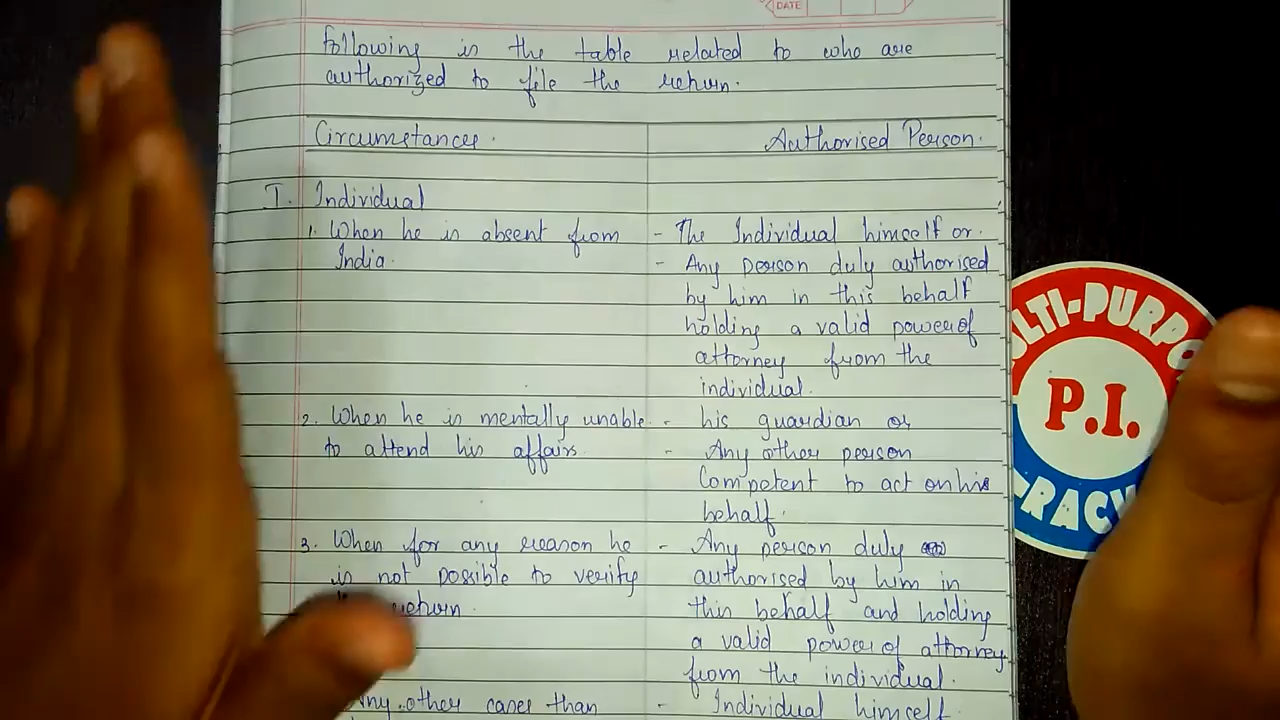 DATE
following is the table related to who are
authorized to file the return.
Circumstances. Authorised Person.
I. Individual
1. When he is absent from - The Individual himself or.
India. - Any person duly authorised
by him in this behalf
holding a valid power of
attorney from the
individual.
2. When he is mentally unable - his guardian or
to attend his affairs. - Any other person
Competent to act on his
behalf.
3. When for any reason he - Any person duly
is not possible to verify authorised by him in
return. this behalf and holding
a valid power of attorney
from the individual.
Any other cases than - Individual himself.
P.I.